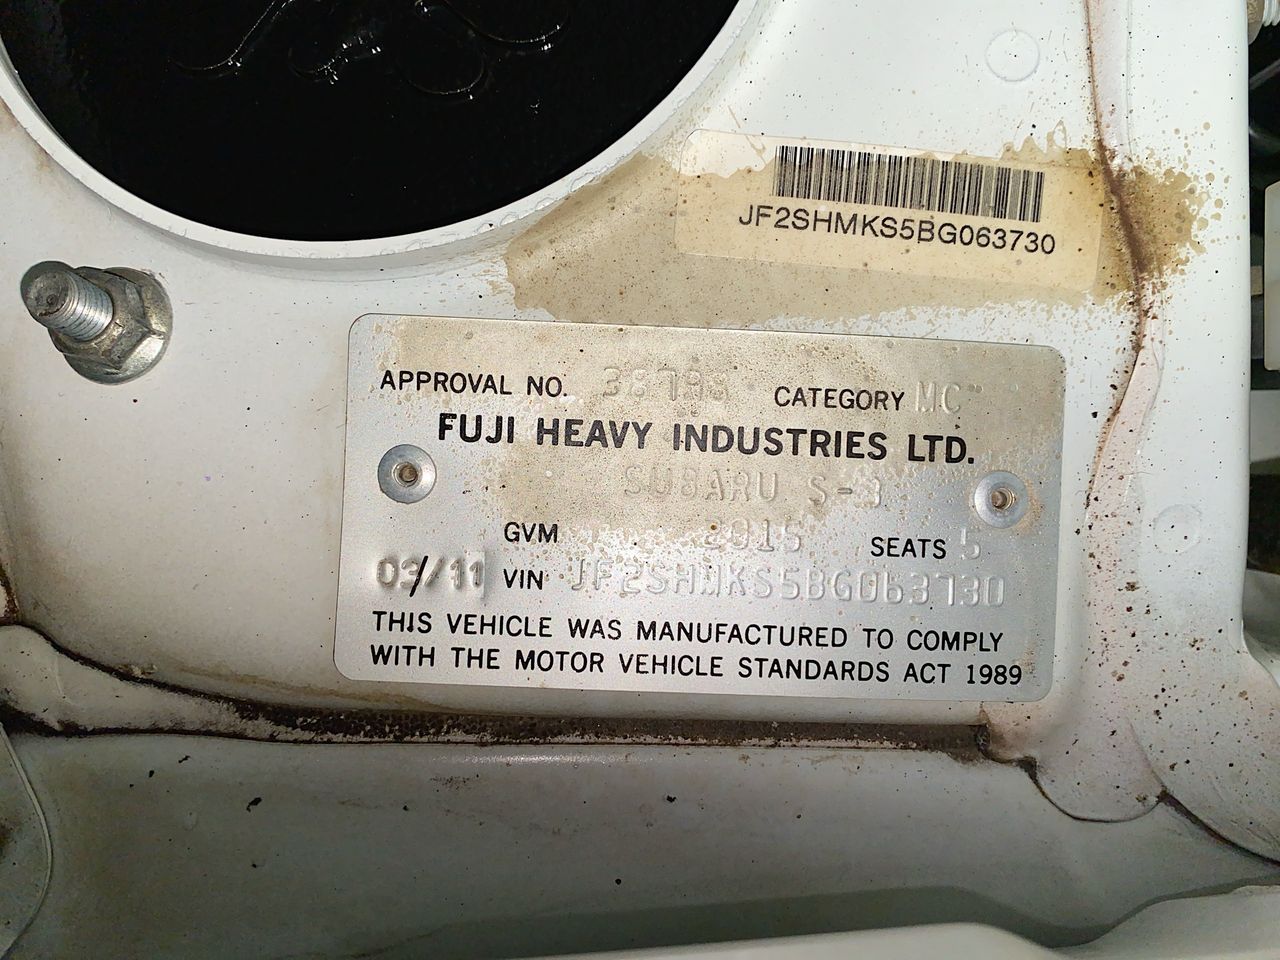 JF2SHMKS5BG063730
APPROVAL NO. 38798 CATEGORY MC
FUJI HEAVY INDUSTRIES LTD.
SUBARU S-3
GVM 2015 SEATS 5
03/11 VIN JF2SHMKS5BG063730
THIS VEHICLE WAS MANUFACTURED TO COMPLY
WITH THE MOTOR VEHICLE STANDARDS ACT 1989